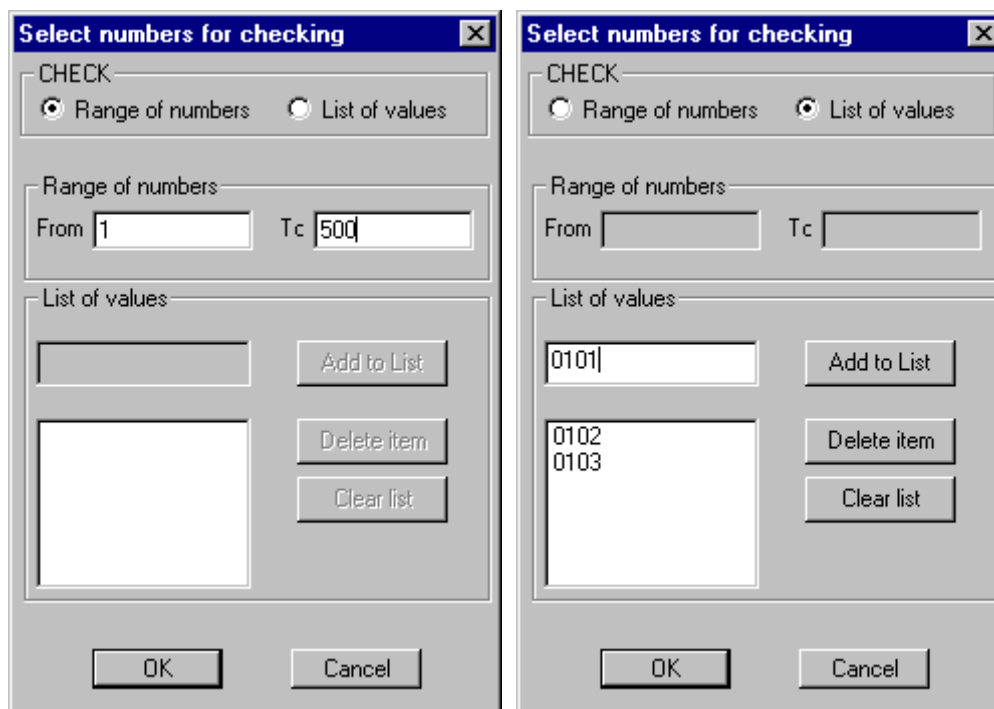 Select numbers for checking
CHECK
Range of numbers List of values
Range of numbers
From 1 Tc 500
List of values
Add to List
Delete item
Clear list
OK Cancel
Select numbers for checking
CHECK
Range of numbers List of values
Range of numbers
From Tc
List of values
0101 Add to List
0102 Delete item
0103
Clear list
OK Cancel